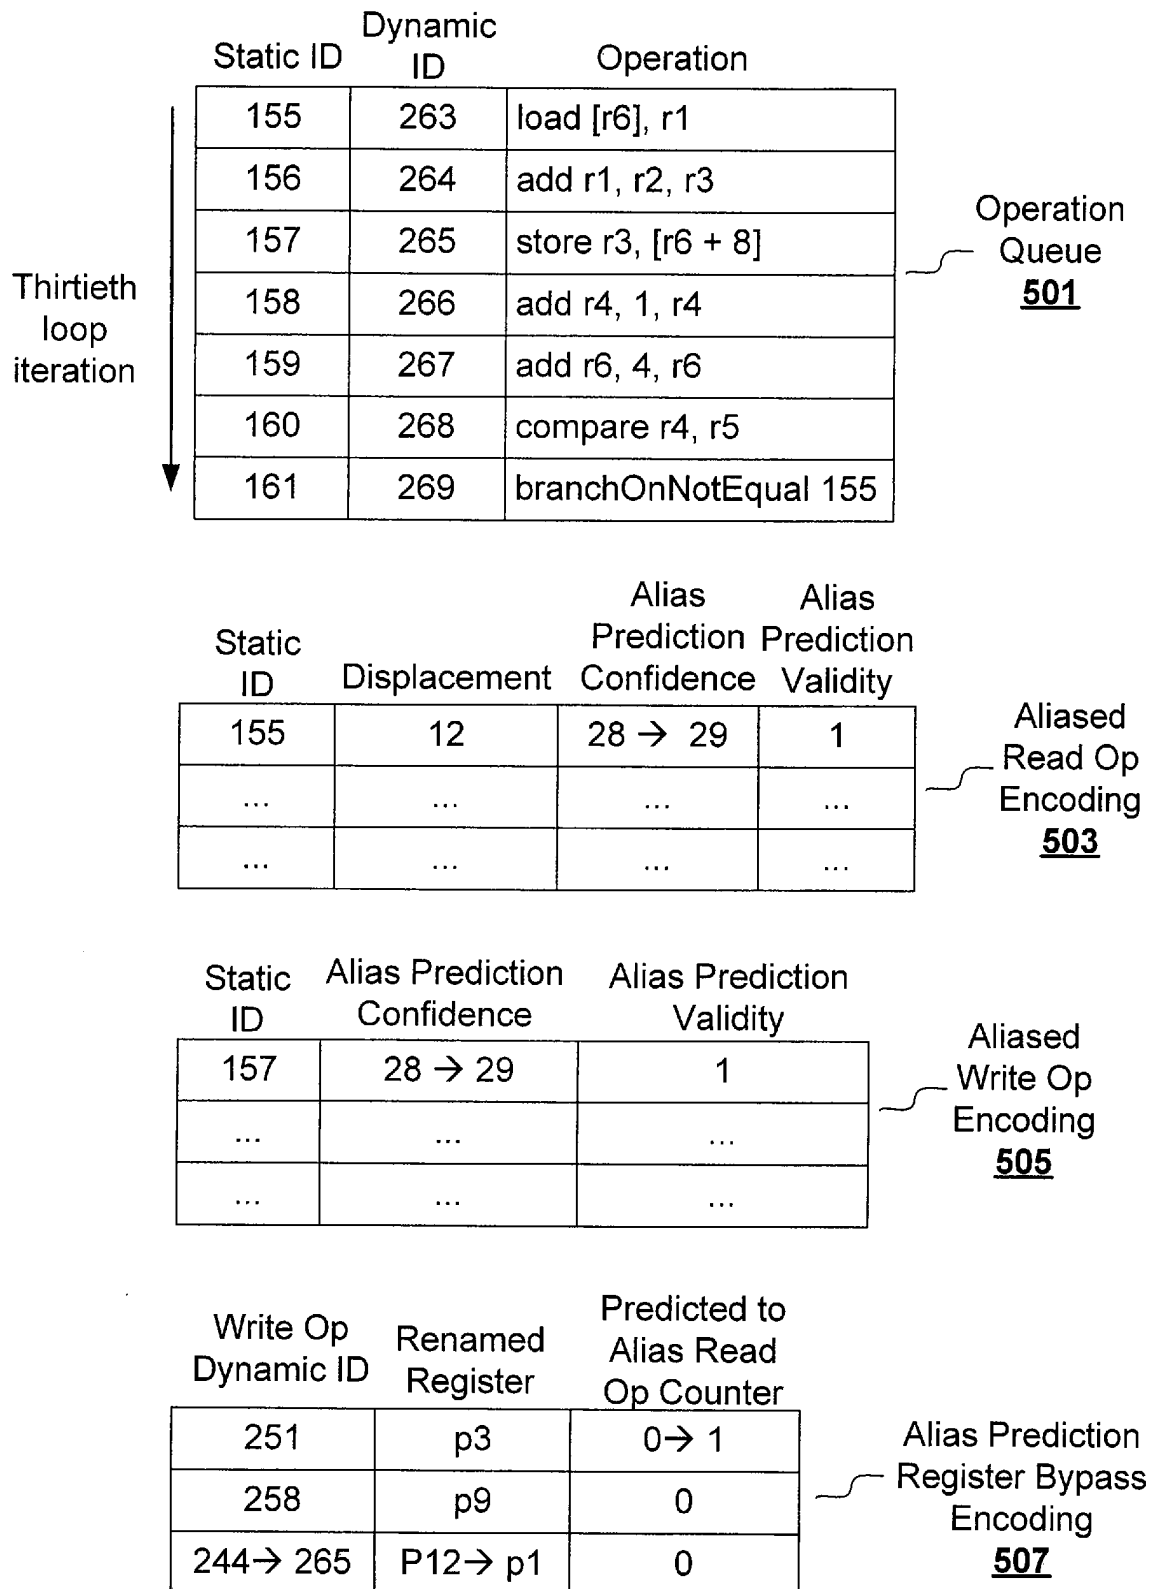 Static ID Dynamic ID Operation
155 263 load [r6], r1
156 264 add r1, r2, r3
157 265 store r3, [r6 + 8]
158 266 add r4, 1, r4
159 267 add r6, 4, r6
160 268 compare r4, r5
161 269 branchOnNotEqual 155
Thirtieth
loop
iteration
Operation
Queue
501
Static ID Displacement Alias Prediction Confidence Alias Prediction Validity
155 12 28 → 29 1
... ... ... ...
... ... ... ...
Aliased
Read Op
Encoding
503
Static ID Alias Prediction Confidence Alias Prediction Validity
157 28 → 29 1
... ... ...
... ... ...
Aliased
Write Op
Encoding
505
Write Op Dynamic ID Renamed Register Predicted to Alias Read Op Counter
251 p3 0→ 1
258 p9 0
244→ 265 P12→ p1 0
Alias Prediction
Register Bypass
Encoding
507